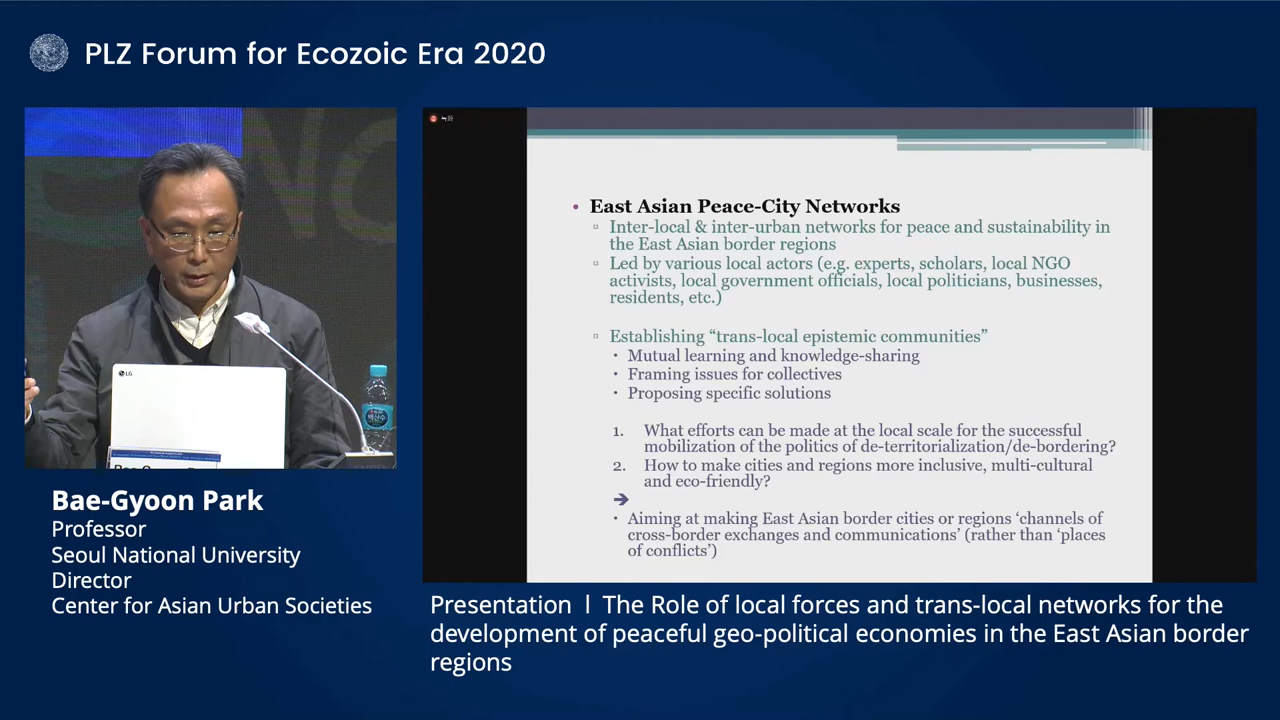 PLZ Forum for Ecozoic Era 2020
LG
East Asian Peace-City Networks
Inter-local & inter-urban networks for peace and sustainability in
the East Asian border regions
Led by various local actors (e.g. experts, scholars, local NGO
activists, local government officials, local politicians, businesses,
residents, etc.)
Establishing “trans-local epistemic communities”
Mutual learning and knowledge-sharing
Framing issues for collectives
Proposing specific solutions
1. What efforts can be made at the local scale for the successful
mobilization of the politics of de-territorialization/de-bordering?
2. How to make cities and regions more inclusive, multi-cultural
and eco-friendly?
➔
Aiming at making East Asian border cities or regions ‘channels of
cross-border exchanges and communications’ (rather than ‘places
of conflicts’)
Bae-Gyoon Park
Professor
Seoul National University
Director
Center for Asian Urban Societies
Presentation l The Role of local forces and trans-local networks for the
development of peaceful geo-political economies in the East Asian border
regions